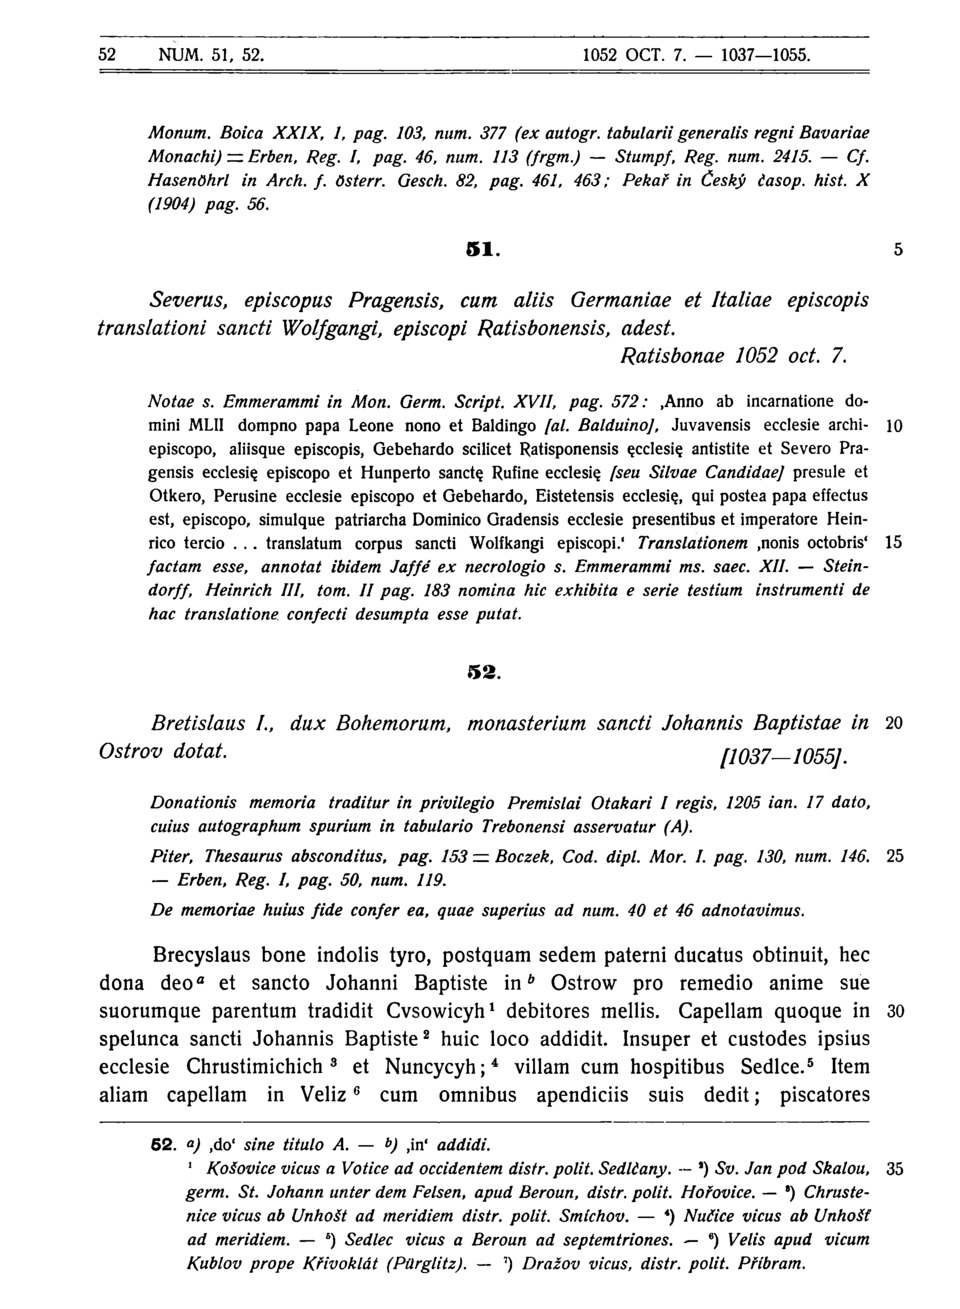 52 NUM. 51, 52. 1052 OCT. 7. — 1037—1055.
Monum. Boica XXIX, 1, pag. 103, num. 377 (ex autogr. tabularii generalis regni Bavariae
Monachi) = Erben, Reg. I, pag. 46, num. 113 (frgm.) — Stumpf, Reg. num. 2415. — Cf.
Hasenöhrl in Arch. f. österr. Gesch. 82, pag. 461, 463; Pekař in Český časop. hist. X
(1904) pag. 56.
51. 5
Severus, episcopus Pragensis, cum aliis Germaniae et Italiae episcopis
translationi sancti Wolfgangi, episcopi Ratisbonensis, adest.
Ratisbonae 1052 oct. 7.
Notae s. Emmerammi in Mon. Germ. Script. XVII, pag. 572: ‚Anno ab incarnatione do-
mini MLII dompno papa Leone nono et Baldingo [al. Balduino], Juvavensis ecclesie archi- 10
episcopo, aliisque episcopis, Gebehardo scilicet Ratisponensis ęcclesię antistite et Severo Pra-
gensis ecclesię episcopo et Hunperto sanctę Rufine ecclesię [seu Silvae Candidae] presule et
Otkero, Perusine ecclesie episcopo et Gebehardo, Eistetensis ecclesię, qui postea papa effectus
est, episcopo, simulque patriarcha Dominico Gradensis ecclesie presentibus et imperatore Hein-
rico tercio ... translatum corpus sancti Wolfkangi episcopi.‘ Translationem ‚nonis octobris‘ 15
factam esse, annotat ibidem Jaffé ex necrologio s. Emmerammi ms. saec. XII. — Stein-
dorff, Heinrich III, tom. II pag. 183 nomina hic exhibita e serie testium instrumenti de
hac translatione confecti desumpta esse putat.
52.
Bretislaus I., dux Bohemorum, monasterium sancti Johannis Baptistae in 20
Ostrov dotat. [1037—1055].
Donationis memoria traditur in privilegio Premislai Otakari I regis, 1205 ian. 17 dato,
cuius autographum spurium in tabulario Trebonensi asservatur (A).
Piter, Thesaurus absconditus, pag. 153 = Boczek, Cod. dipl. Mor. I. pag. 130, num. 146. 25
— Erben, Reg. I, pag. 50, num. 119.
De memoriae huius fide confer ea, quae superius ad num. 40 et 46 adnotavimus.
Brecyslaus bone indolis tyro, postquam sedem paterni ducatus obtinuit, hec
dona deo a et sancto Johanni Baptiste in b Ostrow pro remedio anime sue
suorumque parentum tradidit Cvsowicyh 1 debitores mellis. Capellam quoque in 30
spelunca sancti Johannis Baptiste 2 huic loco addidit. Insuper et custodes ipsius
ecclesie Chrustimichich 3 et Nuncycyh; 4 villam cum hospitibus Sedlce. 5 Item
aliam capellam in Veliz 6 cum omnibus apendiciis suis dedit; piscatores
52. a) ‚do‘ sine titulo A. — b) ‚in‘ addidi.
1 Košovice vicus a Votice ad occidentem distr. polit. Sedlčany. — 2) Sv. Jan pod Skalou, 35
germ. St. Johann unter dem Felsen, apud Beroun, distr. polit. Hořovice. — 3) Chruste-
nice vicus ab Unhošt ad meridiem distr. polit. Smíchov. — 4) Nučice vicus ab Unhošť
ad meridiem. — 5) Sedlec vicus a Beroun ad septemtriones. — 6) Velis apud vicum
Kublov prope Křivoklát (Pürglitz). — 7) Dražov vicus, distr. polit. Příbram.